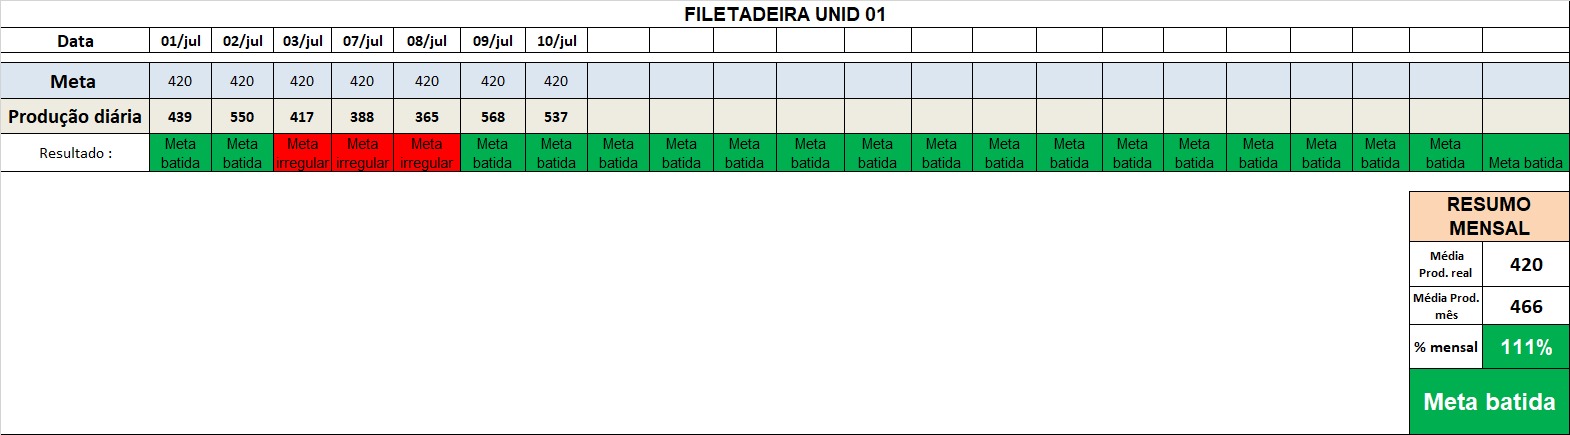 FILETADEIRA UNID 01
Data 01/jul 02/jul 03/jul 07/jul 08/jul 09/jul 10/jul
Meta 420 420 420 420 420 420 420
Produção diária 439 550 417 388 365 568 537
Resultado : Meta batida Meta batida Meta irregular Meta irregular Meta irregular Meta batida Meta batida Meta batida Meta batida Meta batida Meta batida Meta batida Meta batida Meta batida Meta batida Meta batida Meta batida Meta batida Meta batida Meta batida Meta batida Meta batida
RESUMO
MENSAL
Média
Prod. real 420
Média Prod.
mês 466
% mensal 111%
Meta batida